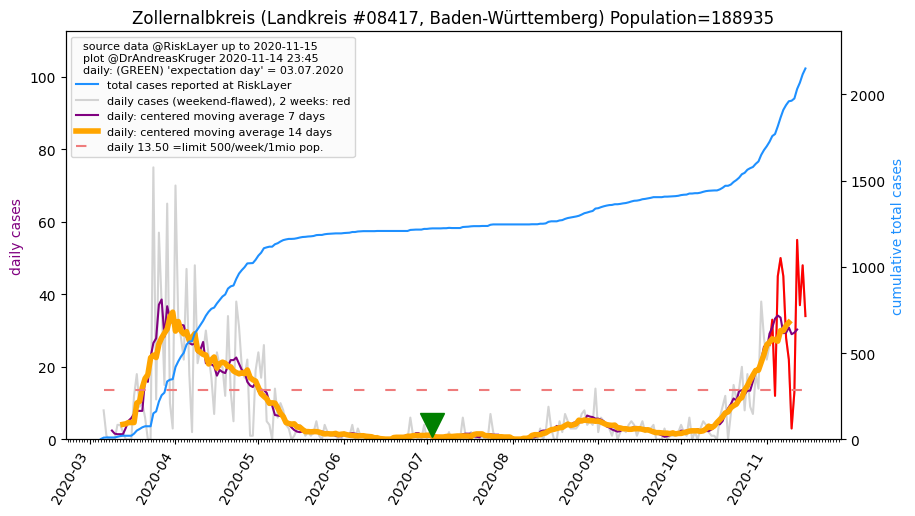 Zollernalbkreis (Landkreis #08417, Baden-Württemberg) Population=188935
source data @RiskLayer up to 2020-11-15
plot @DrAndreasKruger 2020-11-14 23:45
daily: (GREEN) 'expectation day' = 03.07.2020
total cases reported at RiskLayer
daily cases (weekend-flawed), 2 weeks: red
daily: centered moving average 7 days
daily: centered moving average 14 days
daily 13.50 =limit 500/week/1mio pop.
daily cases
100
80
60
40
20
0
cumulative total cases
2000
1500
1000
500
0
2020-03
2020-04
2020-05
2020-06
2020-07
2020-08
2020-09
2020-10
2020-11